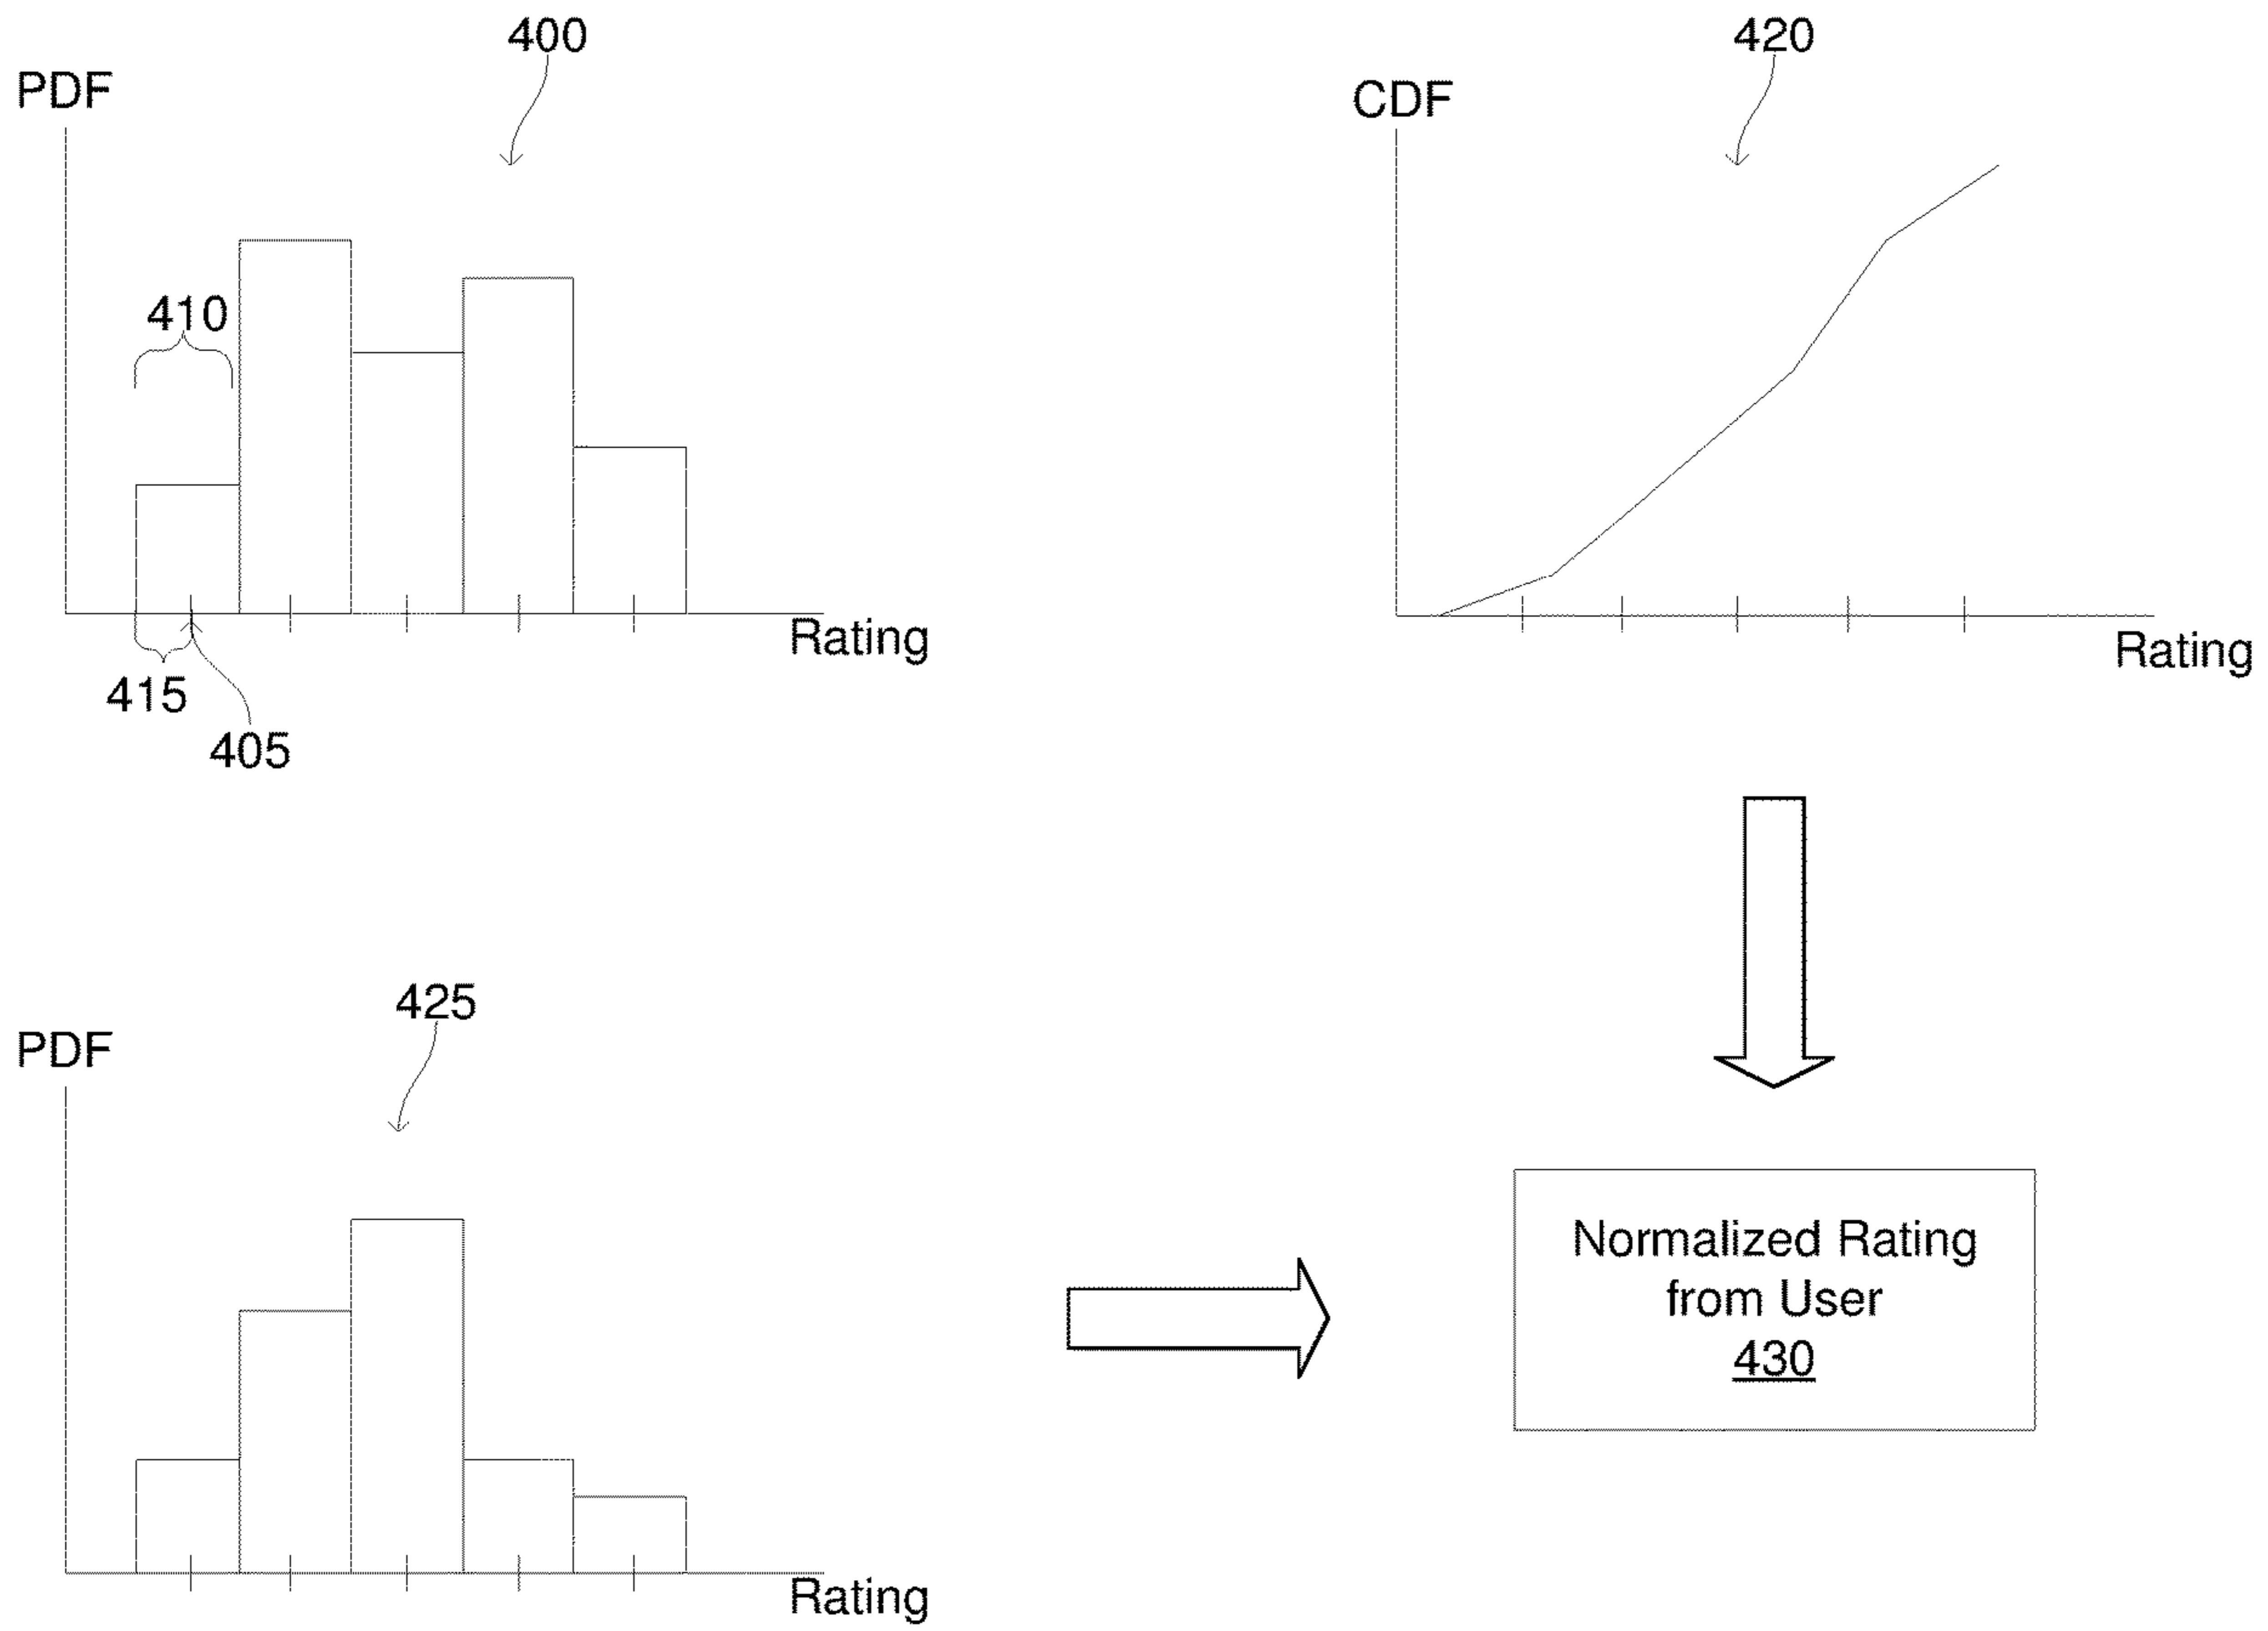 400
PDF
410
Rating
415
405
420
CDF
Rating
425
PDF
Rating
Normalized Rating
from User
430